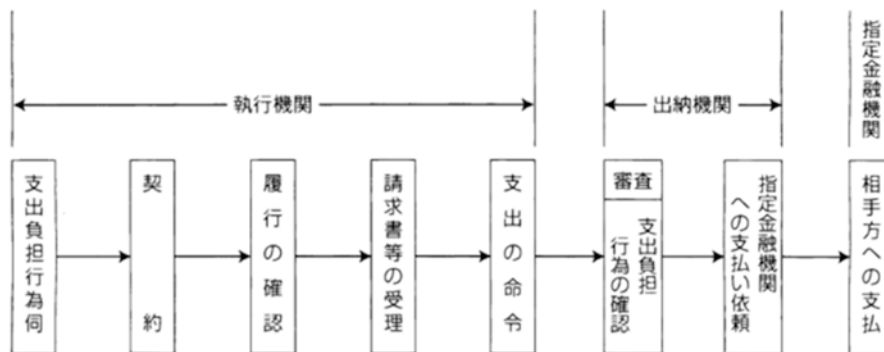 執行機関
出納機関
指定金融機関
支出負担行為伺
契約
履行の確認
請求書等の受理
支出の命令
審査
支出負担
行為の確認
指定金融機関
への支払い依頼
相手方への支払